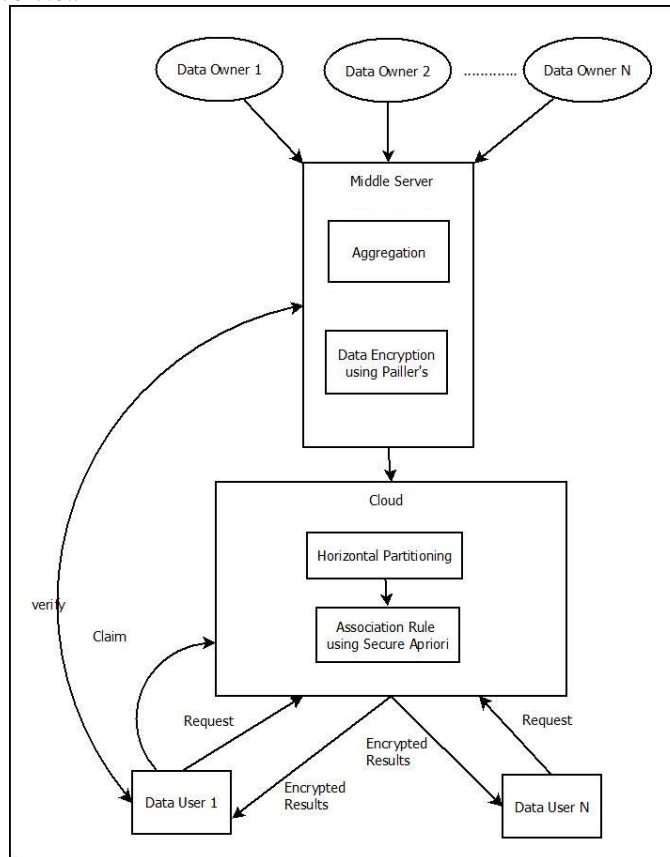 Data Owner 1
Data Owner 2
.............
Data Owner N
Middle Server
Aggregation
Data Encryption
using Pailler's
Cloud
Horizontal Partitioning
Association Rule
using Secure Apriori
verify
Claim
Request
Encrypted
Results
Encrypted
Results
Request
Data User 1
Data User N